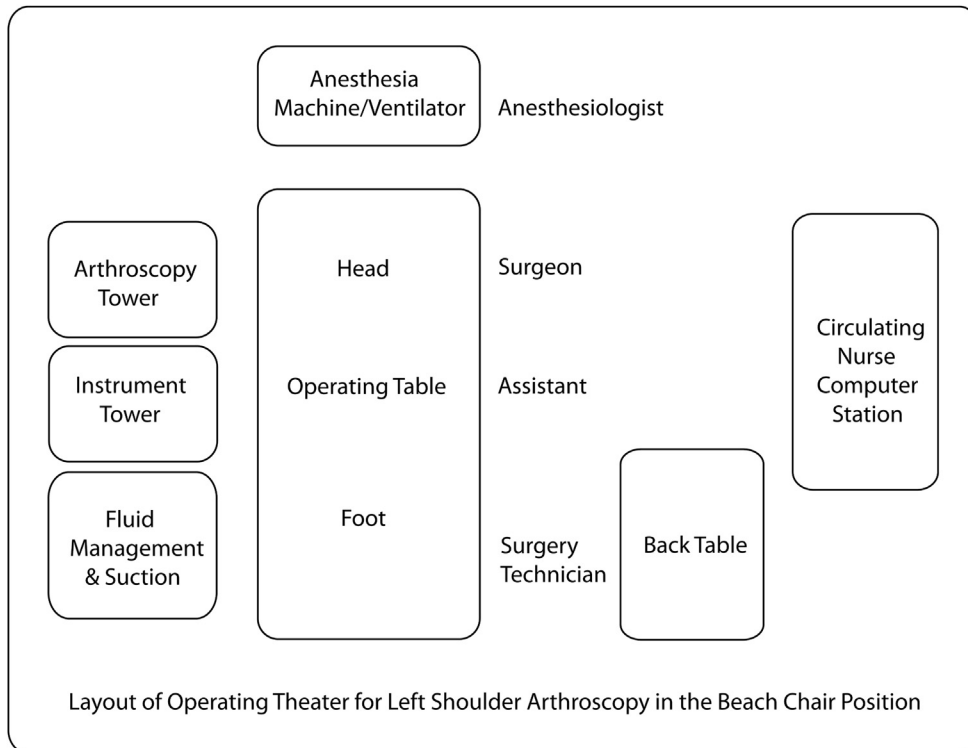 Anesthesia
Machine/Ventilator
Anesthesiologist
Arthroscopy
Tower
Head
Surgeon
Circulating
Nurse
Computer
Station
Instrument
Tower
Operating Table
Assistant
Fluid
Management
& Suction
Foot
Surgery
Technician
Back Table
Layout of Operating Theater for Left Shoulder Arthroscopy in the Beach Chair Position